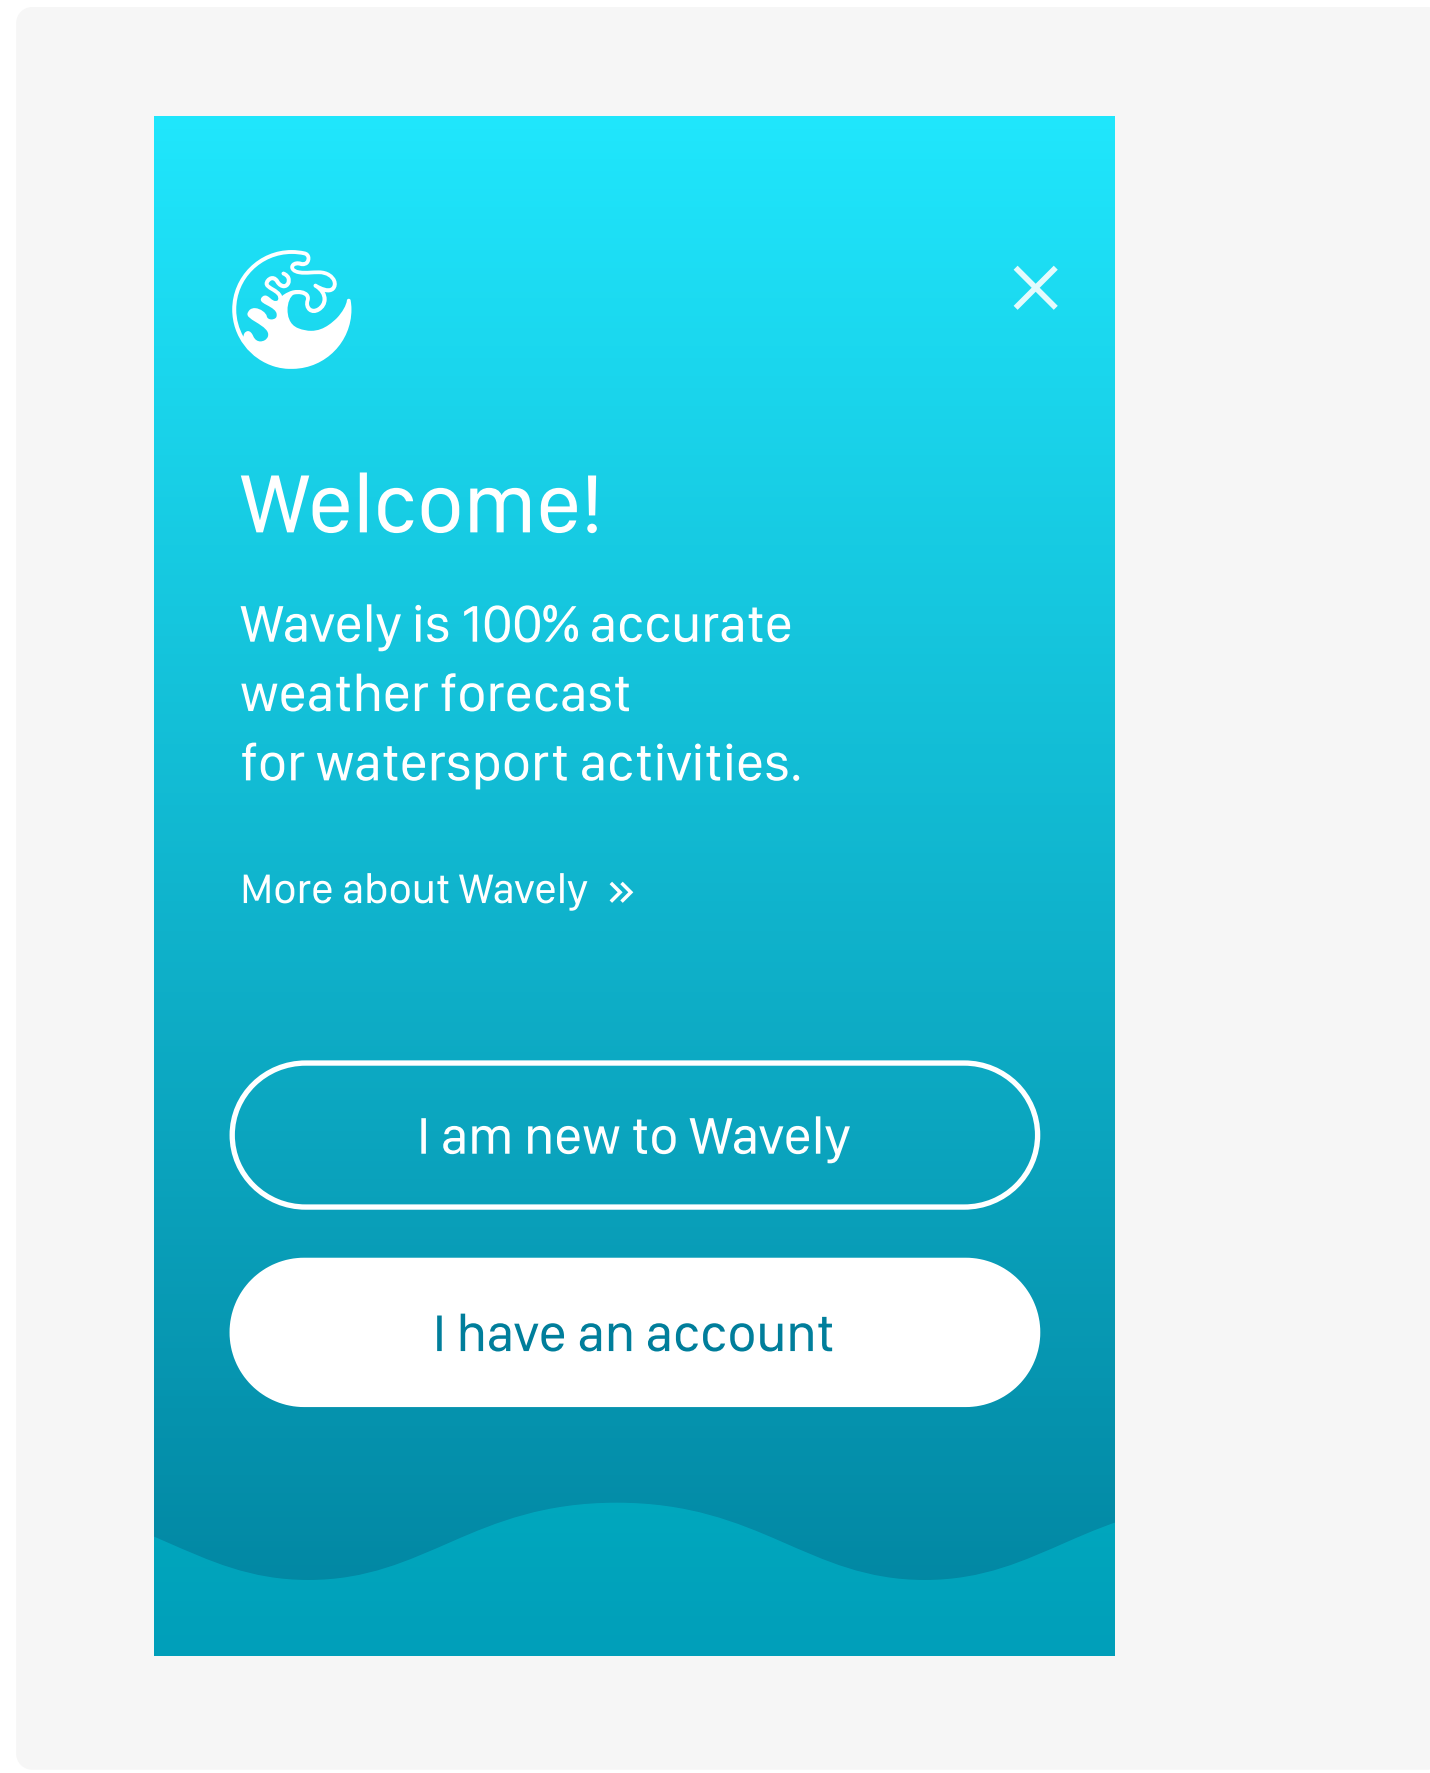 Welcome!
Wavely is 100% accurate
weather forecast
for watersport activities.
More about Wavely »
I am new to Wavely
I have an account